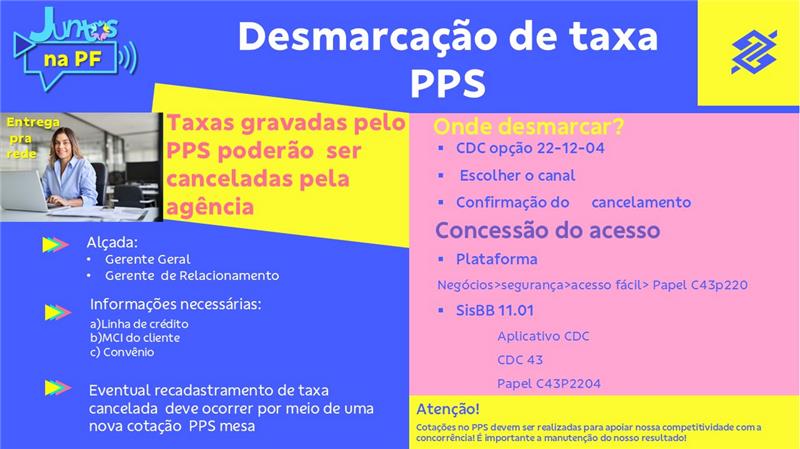 Juntos
na PF
Desmarcação de taxa
PPS
Entrega
pra
rede
Taxas gravadas pelo
PPS poderão ser
canceladas pela
agência
Alçada:
• Gerente Geral
• Gerente de Relacionamento
Informações necessárias:
a)Linha de crédito
b)MCI do cliente
c) Convênio
Eventual recadastramento de taxa
cancelada deve ocorrer por meio de uma
nova cotação PPS mesa
Onde desmarcar?
▪ CDC opção 22-12-04
▪ Escolher o canal
▪ Confirmação do cancelamento
Concessão do acesso
▪ Plataforma
Negócios>segurança>acesso fácil> Papel C43p220
▪ SisBB 11.01
Aplicativo CDC
CDC 43
Papel C43P2204
Atenção!
Cotações no PPS devem ser realizadas para apoiar nossa competitividade com a
concorrência! É importante a manutenção do nosso resultado!